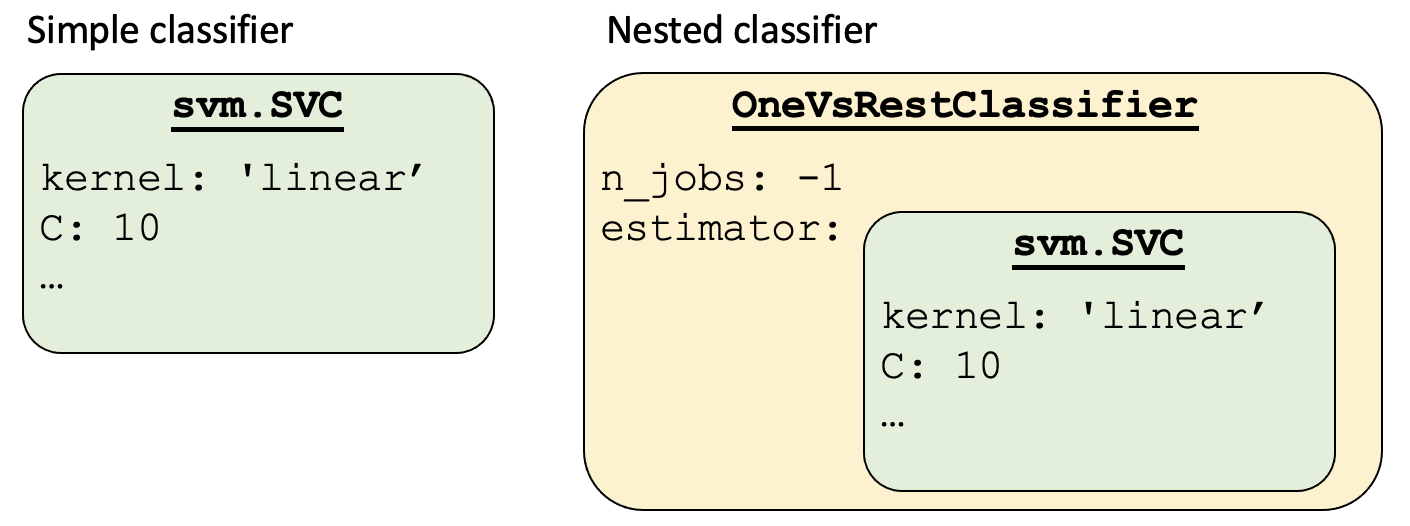 Simple classifier
svm.SVC
kernel: 'linear’
C: 10
…
Nested classifier
OneVsRestClassifier
n_jobs: -1
estimator:
svm.SVC
kernel: 'linear’
C: 10
…